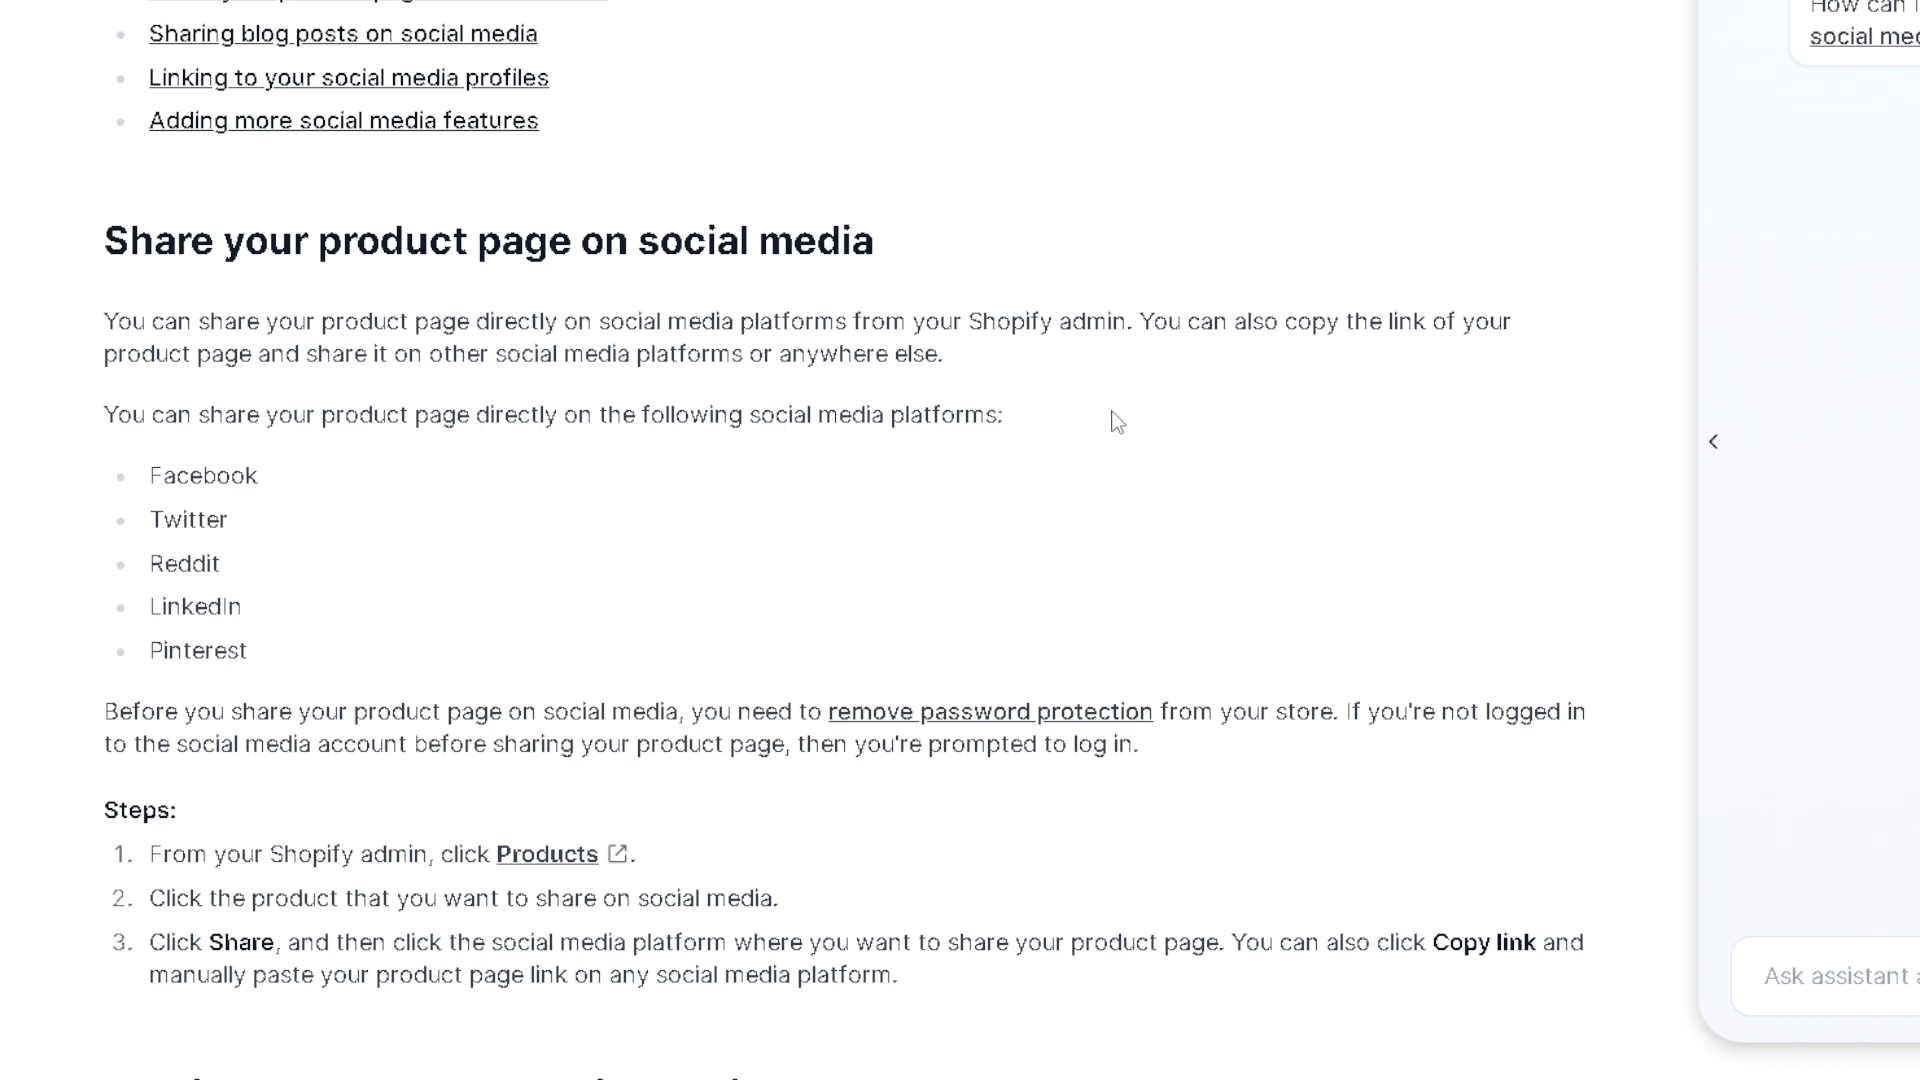 Sharing blog posts on social media
Linking to your social media profiles
Adding more social media features
Share your product page on social media
You can share your product page directly on social media platforms from your Shopify admin. You can also copy the link of your
product page and share it on other social media platforms or anywhere else.
You can share your product page directly on the following social media platforms:
Facebook
Twitter
Reddit
LinkedIn
Pinterest
Before you share your product page on social media, you need to remove password protection from your store. If you're not logged in
to the social media account before sharing your product page, then you're prompted to log in.
Steps:
1. From your Shopify admin, click Products.
2. Click the product that you want to share on social media.
3. Click Share, and then click the social media platform where you want to share your product page. You can also click Copy link and
manually paste your product page link on any social media platform.
How can
social
Ask assistant